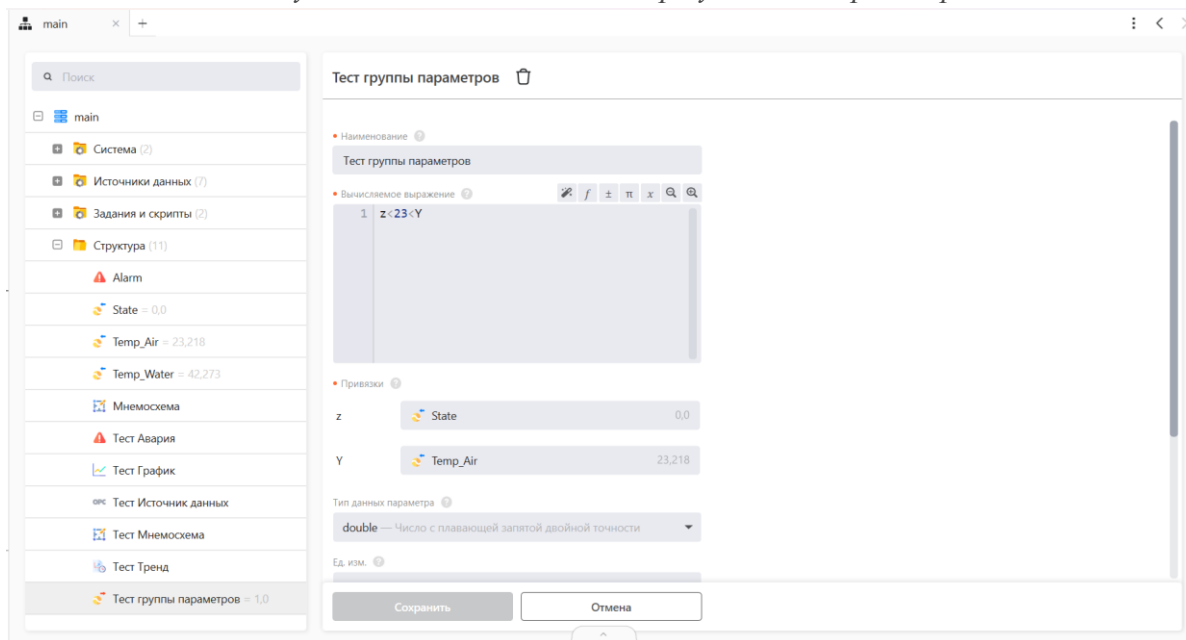 main × +
Поиск
main
Система (2)
Источники данных (7)
Задания и скрипты (2)
Структура (11)
Alarm
State = 0,0
Temp_Air = 23,218
Temp_Water = 42,273
Мнемосхема
Тест Авария
Тест График
OPC Тест Источник данных
Тест Мнемосхема
Тест Тренд
Тест группы параметров = 1,0
Тест группы параметров
• Наименование ?
Тест группы параметров
• Вычисляемое выражение ? f ± π x
1 z<23<Y
• Привязки ?
z State 0,0
Y Temp_Air 23,218
Тип данных параметра ?
double — Число с плавающей запятой двойной точности
Ед. изм. ?
Сохранить Отмена